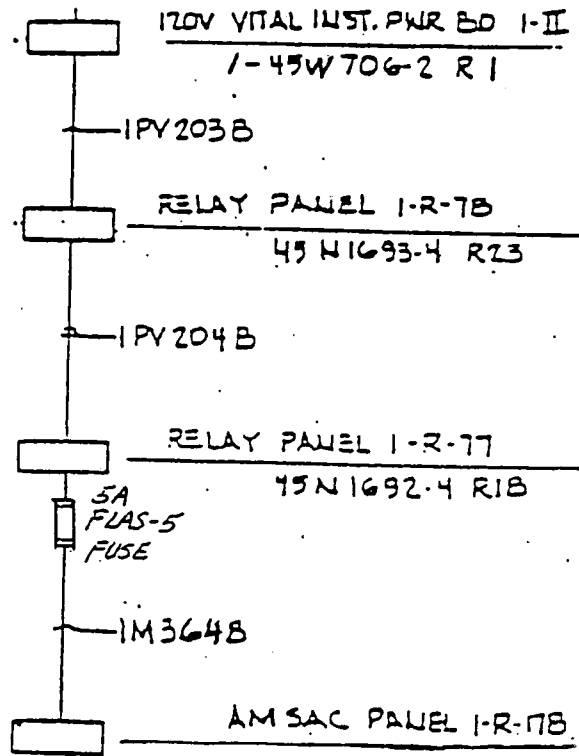 120V VITAL INST. PWR BD 1-II
1-45W706-2 R1
1PV203B
RELAY PANEL 1-R-78
45N1693-4 R23
1PV204B
RELAY PANEL 1-R-77
45N1692-4 R18
5A
FLAS-5
FUSE
1M364B
AMSAC PANEL 1-R-178